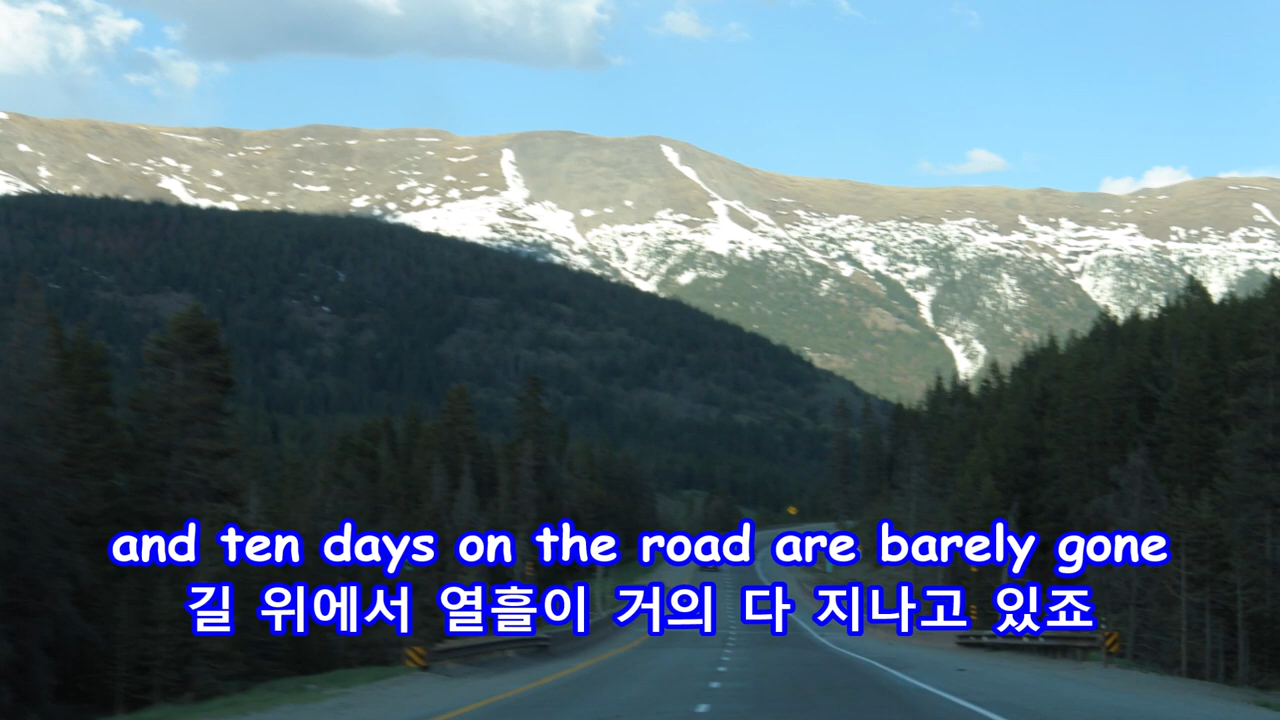 and ten days on the road are barely gone
길 위에서 열흘이 거의 다 지나고 있죠